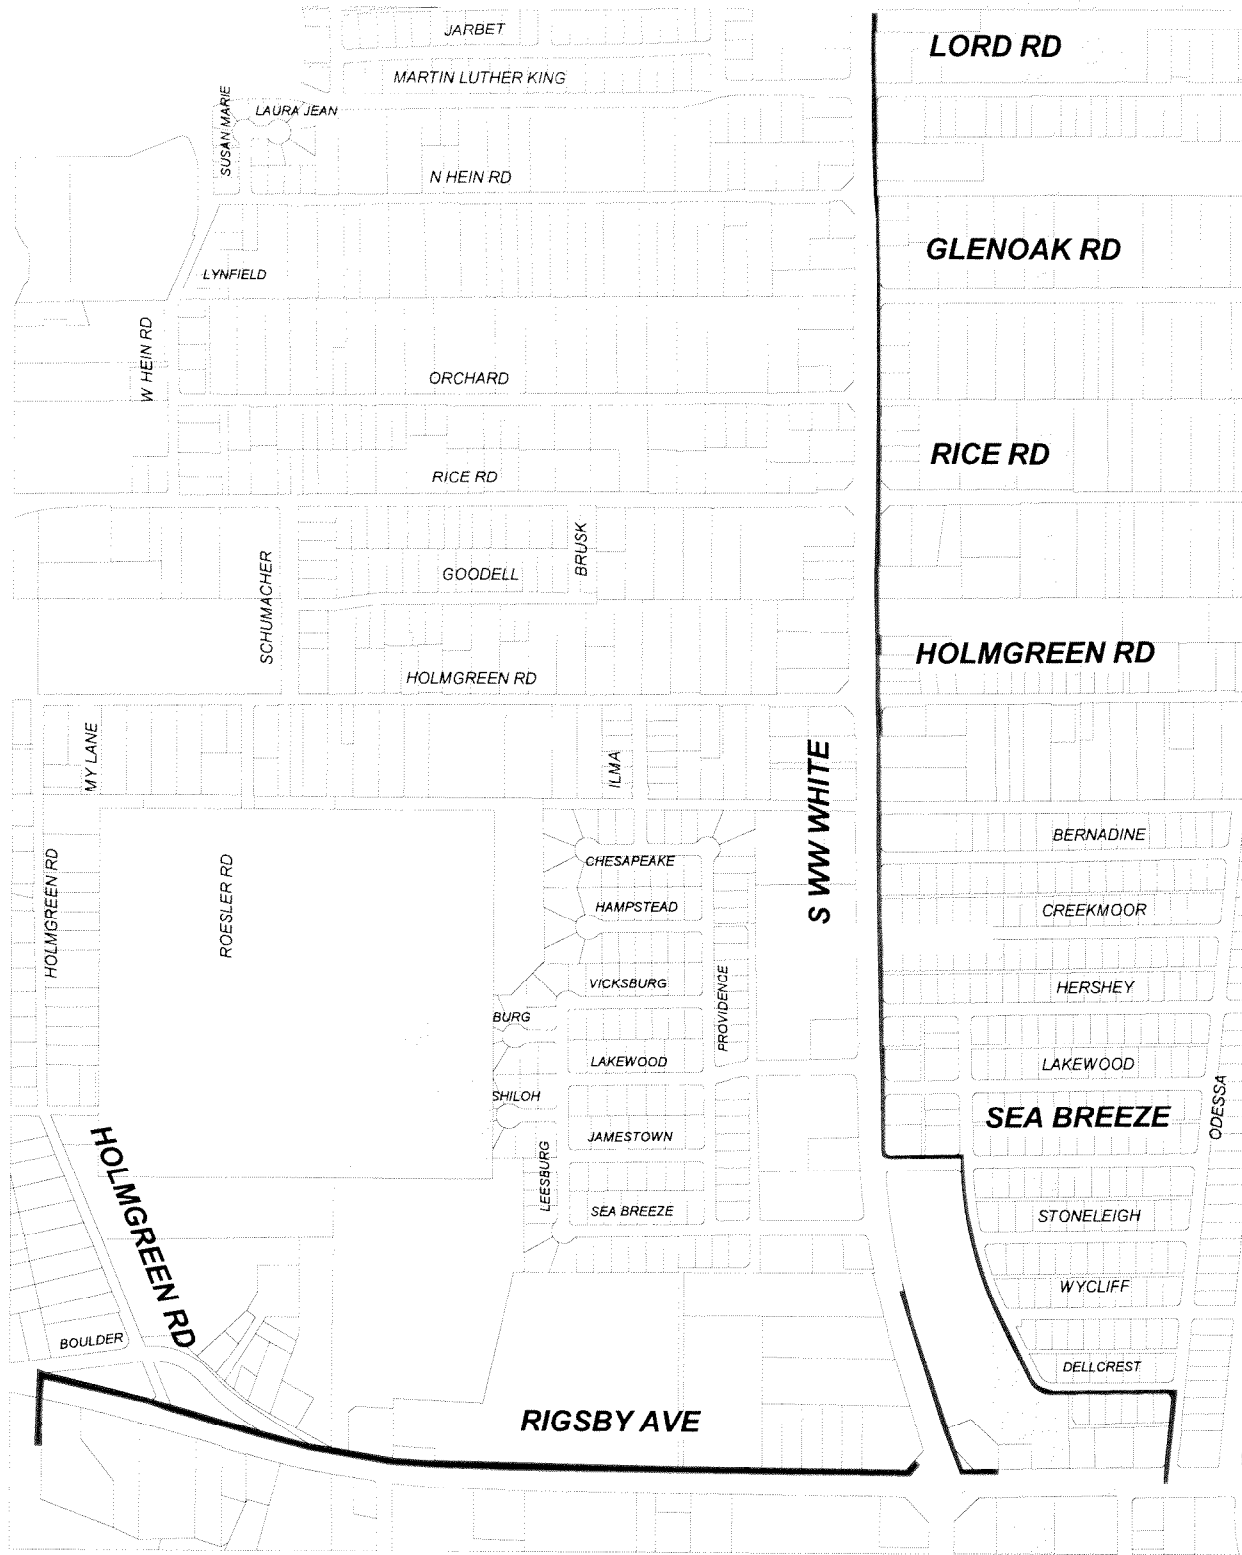 JARBET
LORD RD
MARTIN LUTHER KING
SUSAN MARIE
LAURA JEAN
N HEIN RD
GLENOAK RD
LYNFIELD
W HEIN RD
ORCHARD
RICE RD
RICE RD
SCHUMACHER
GOODELL
BRUSK
HOLMGREEN RD
HOLMGREEN RD
MY LANE
ILMA
S WW WHITE
BERNADINE
HOLMGREEN RD
ROESLER RD
CHESAPEAKE
HAMPSTEAD
CREEKMOOR
VICKSBURG
PROVIDENCE
HERSHEY
BURG
LAKEWOOD
LAKEWOOD
SHILOH
SEA BREEZE
ODESSA
HOLMGREEN RD
JAMESTOWN
LEESBURG
SEA BREEZE
STONELEIGH
WYCLIFF
BOULDER
DELLCREST
RIGSBY AVE